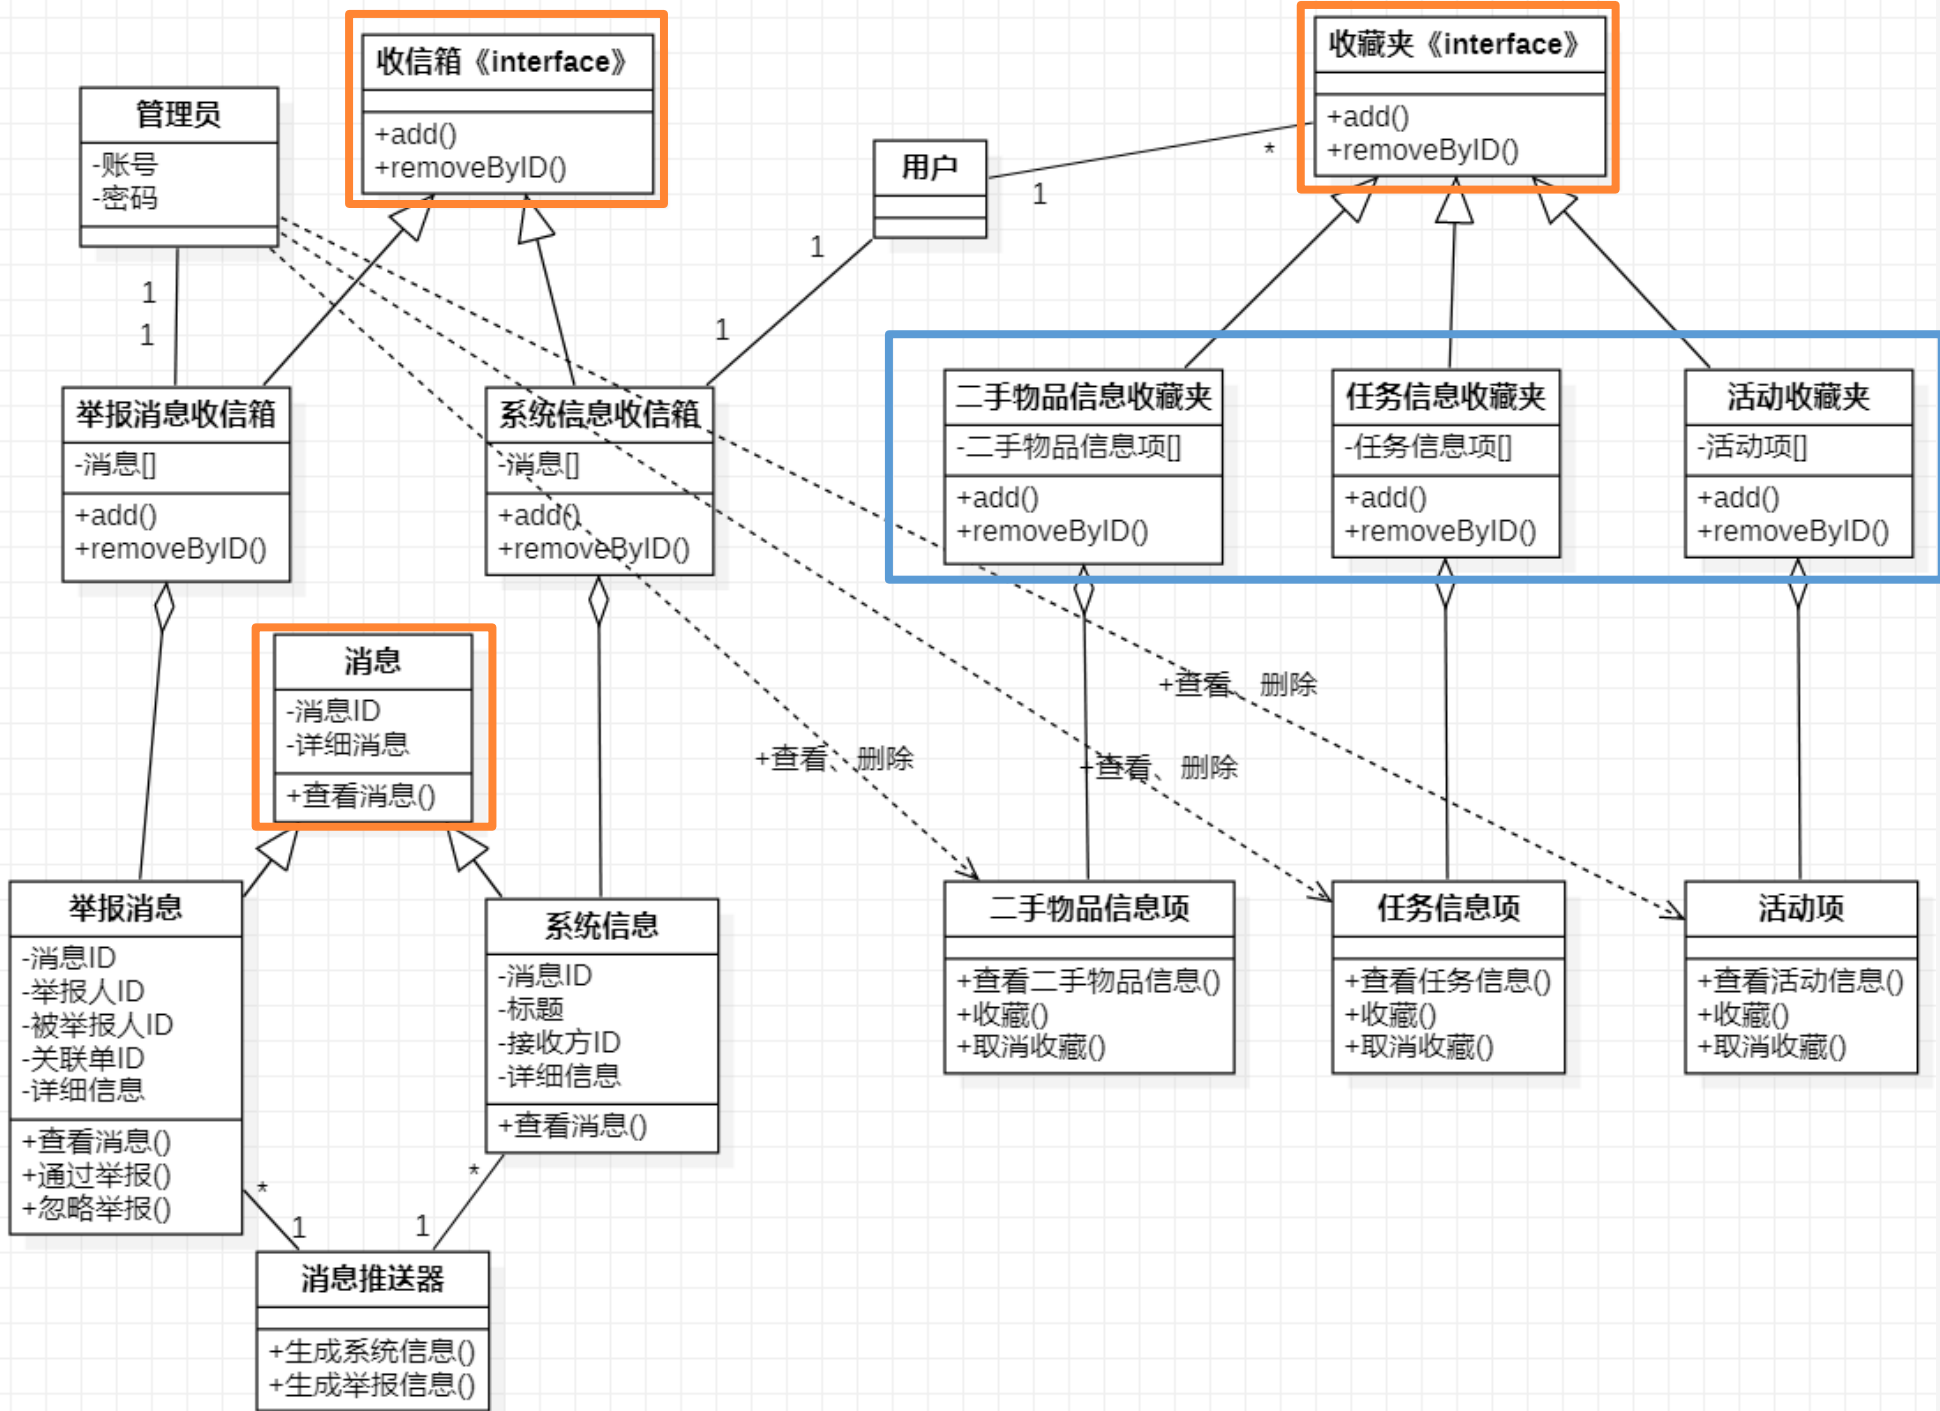 收信箱《interface》
+add()
+removeByID()
收藏夹《interface》
+add()
+removeByID()
管理员
-账号
-密码
用户
*
1
1
1
1
1
举报消息收信箱
-消息[]
+add()
+removeByID()
系统信息收信箱
-消息[]
+add()
+removeByID()
二手物品信息收藏夹
-二手物品信息项[]
+add()
+removeByID()
任务信息收藏夹
-任务信息项[]
+add()
+removeByID()
活动收藏夹
-活动项[]
+add()
+removeByID()
消息
-消息ID
-详细消息
+查看消息()
+查看、删除
+查看、删除
+查看、删除
举报消息
-消息ID
-举报人ID
-被举报人ID
-关联单ID
-详细信息
+查看消息()
+通过举报()
+忽略举报()
系统信息
-消息ID
-标题
-接收方ID
-详细信息
+查看消息()
二手物品信息项
+查看二手物品信息()
+收藏()
+取消收藏()
任务信息项
+查看任务信息()
+收藏()
+取消收藏()
活动项
+查看活动信息()
+收藏()
+取消收藏()
*
*
1
1
消息推送器
+生成系统信息()
+生成举报信息()